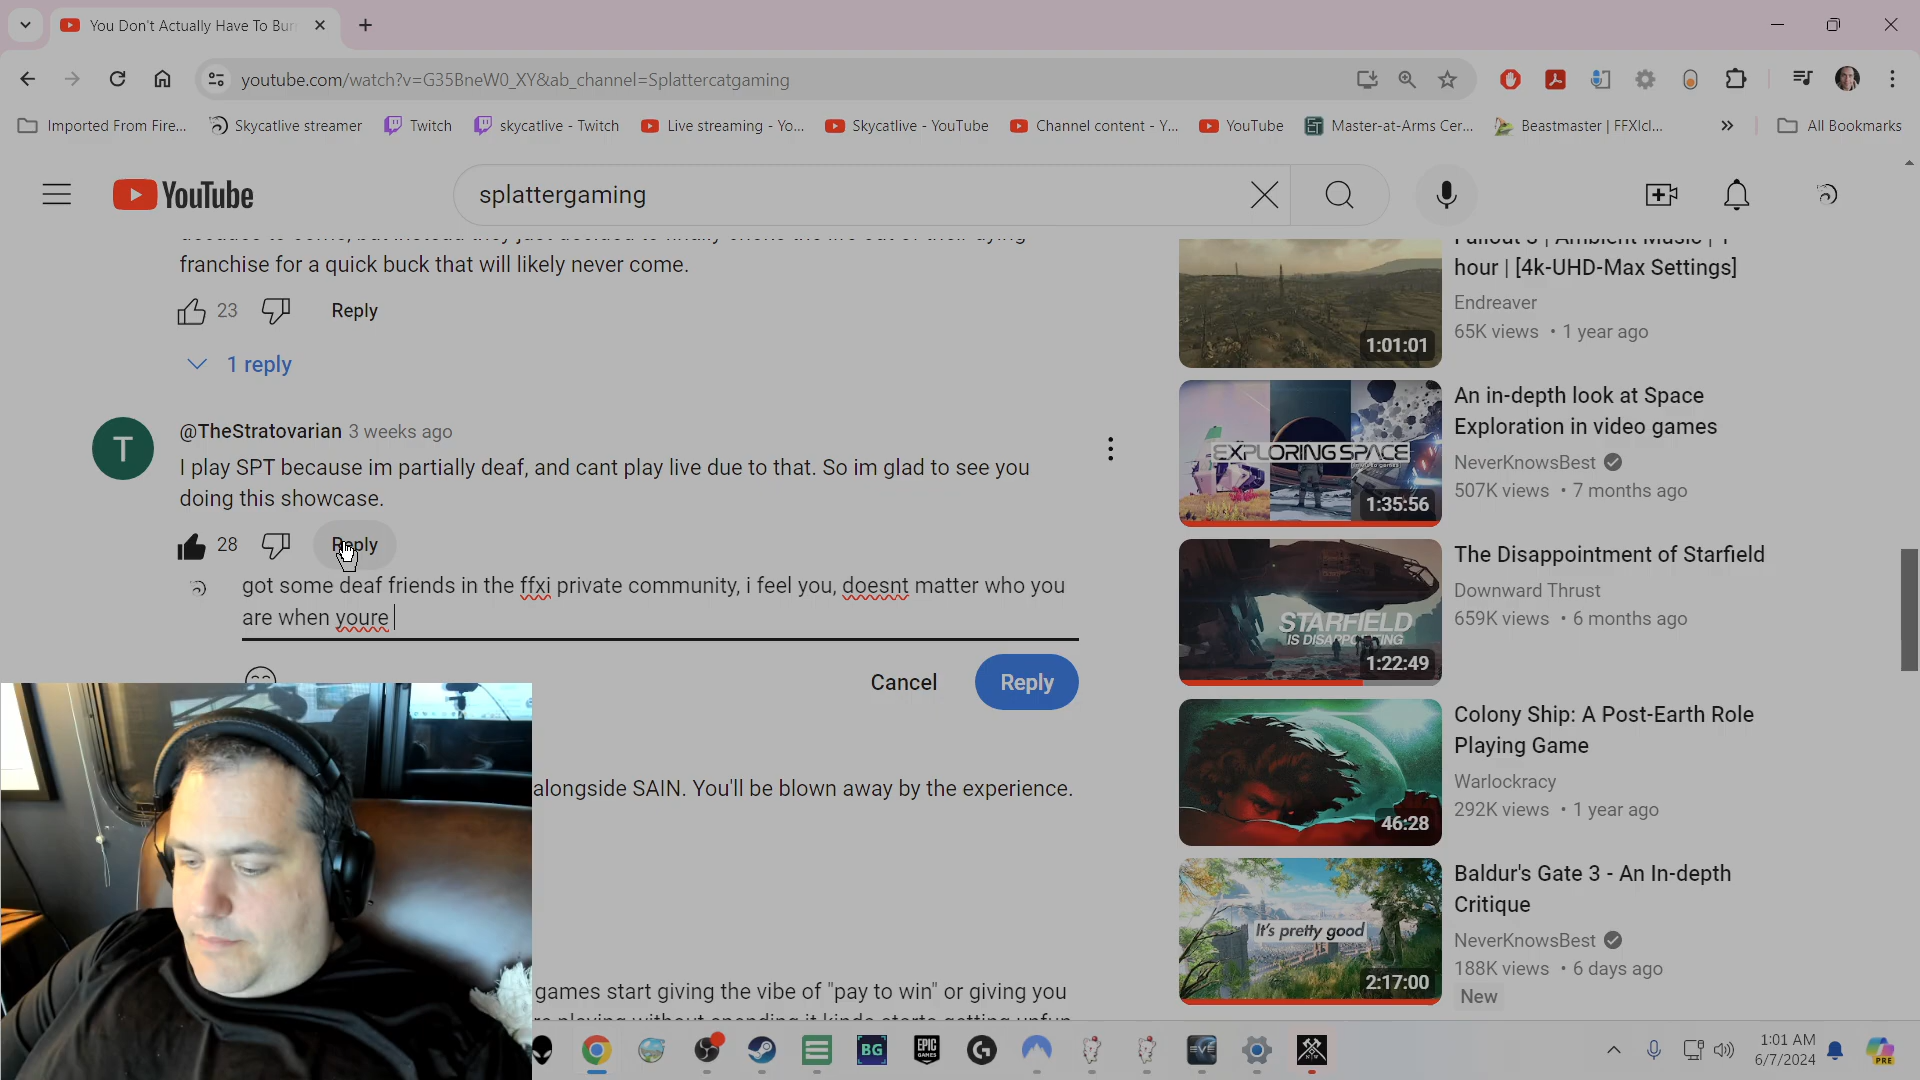 You Don't Actually Have To Bu
youtube.com/watch?v=G35BneW0_XY&ab_channel=Splattercatgaming
Imported From Fire...
Skycatlive streamer
Twitch
skycatlive - Twitch
Live streaming - Yo...
Skycatlive - YouTube
Channel content - Y...
YouTube
Master-at-Arms Cer...
Beastmaster | FFXIcl...
All Bookmarks
YouTube
splattergaming
franchise for a quick buck that will likely never come.
23
Reply
1 reply
@TheStratovarian 3 weeks ago
I play SPT because im partially deaf, and cant play live due to that. So im glad to see you
doing this showcase.
28
Reply
got some deaf friends in the ffxi private community, i feel you, doesnt matter who you
are when youre
Cancel
Reply
alongside SAIN. You'll be blown away by the experience.
games start giving the vibe of "pay to win" or giving you
hour | [4k-UHD-Max Settings]
Endreaver
65K views • 1 year ago
1:01:01
An in-depth look at Space
Exploration in video games
NeverKnowsBest
507K views • 7 months ago
EXPLORING SPACE
1:35:56
The Disappointment of Starfield
Downward Thrust
659K views • 6 months ago
STARFIELD
IS DISAPPOINTING
1:22:49
Colony Ship: A Post-Earth Role
Playing Game
Warlockracy
292K views • 1 year ago
46:28
Baldur's Gate 3 - An In-depth
Critique
NeverKnowsBest
188K views • 6 days ago
New
It's pretty good
2:17:00
BG
EPIC
GAMES
EVE
1:01 AM
6/7/2024
PRE